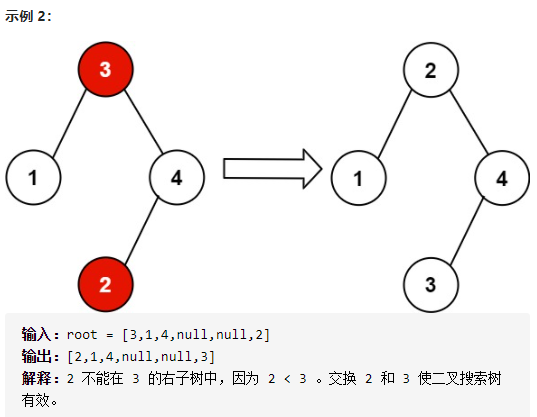 示例 2:
3
1
4
2
2
1
4
3
输入:root = [3,1,4,null,null,2]
输出:[2,1,4,null,null,3]
解释:2 不能在 3 的右子树中,因为 2 < 3 。交换 2 和 3 使二叉搜索树
有效。